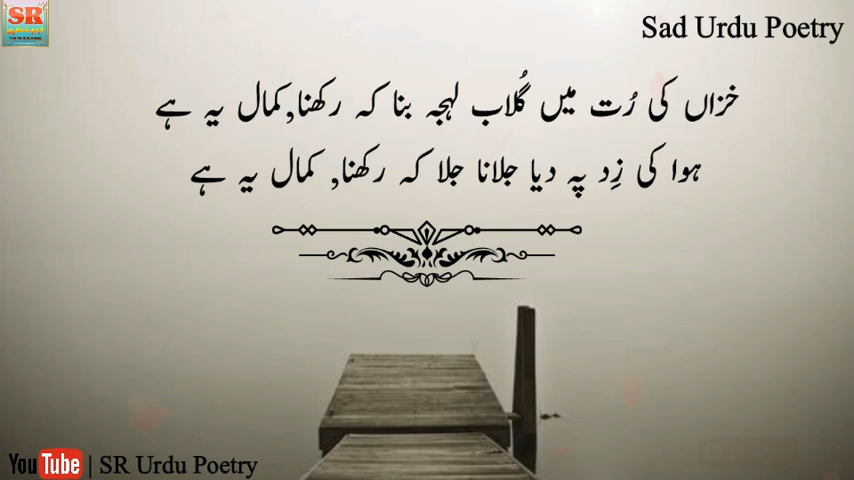 SR
Sad Urdu Poetry
خزاں کی رُت میں گُلاب لہجہ بنا کہ رکھنا,کمال یہ ہے
ہوا کی زِد پہ دیا جلانا جلا کہ رکھنا, کمال یہ ہے
YouTube | SR Urdu Poetry